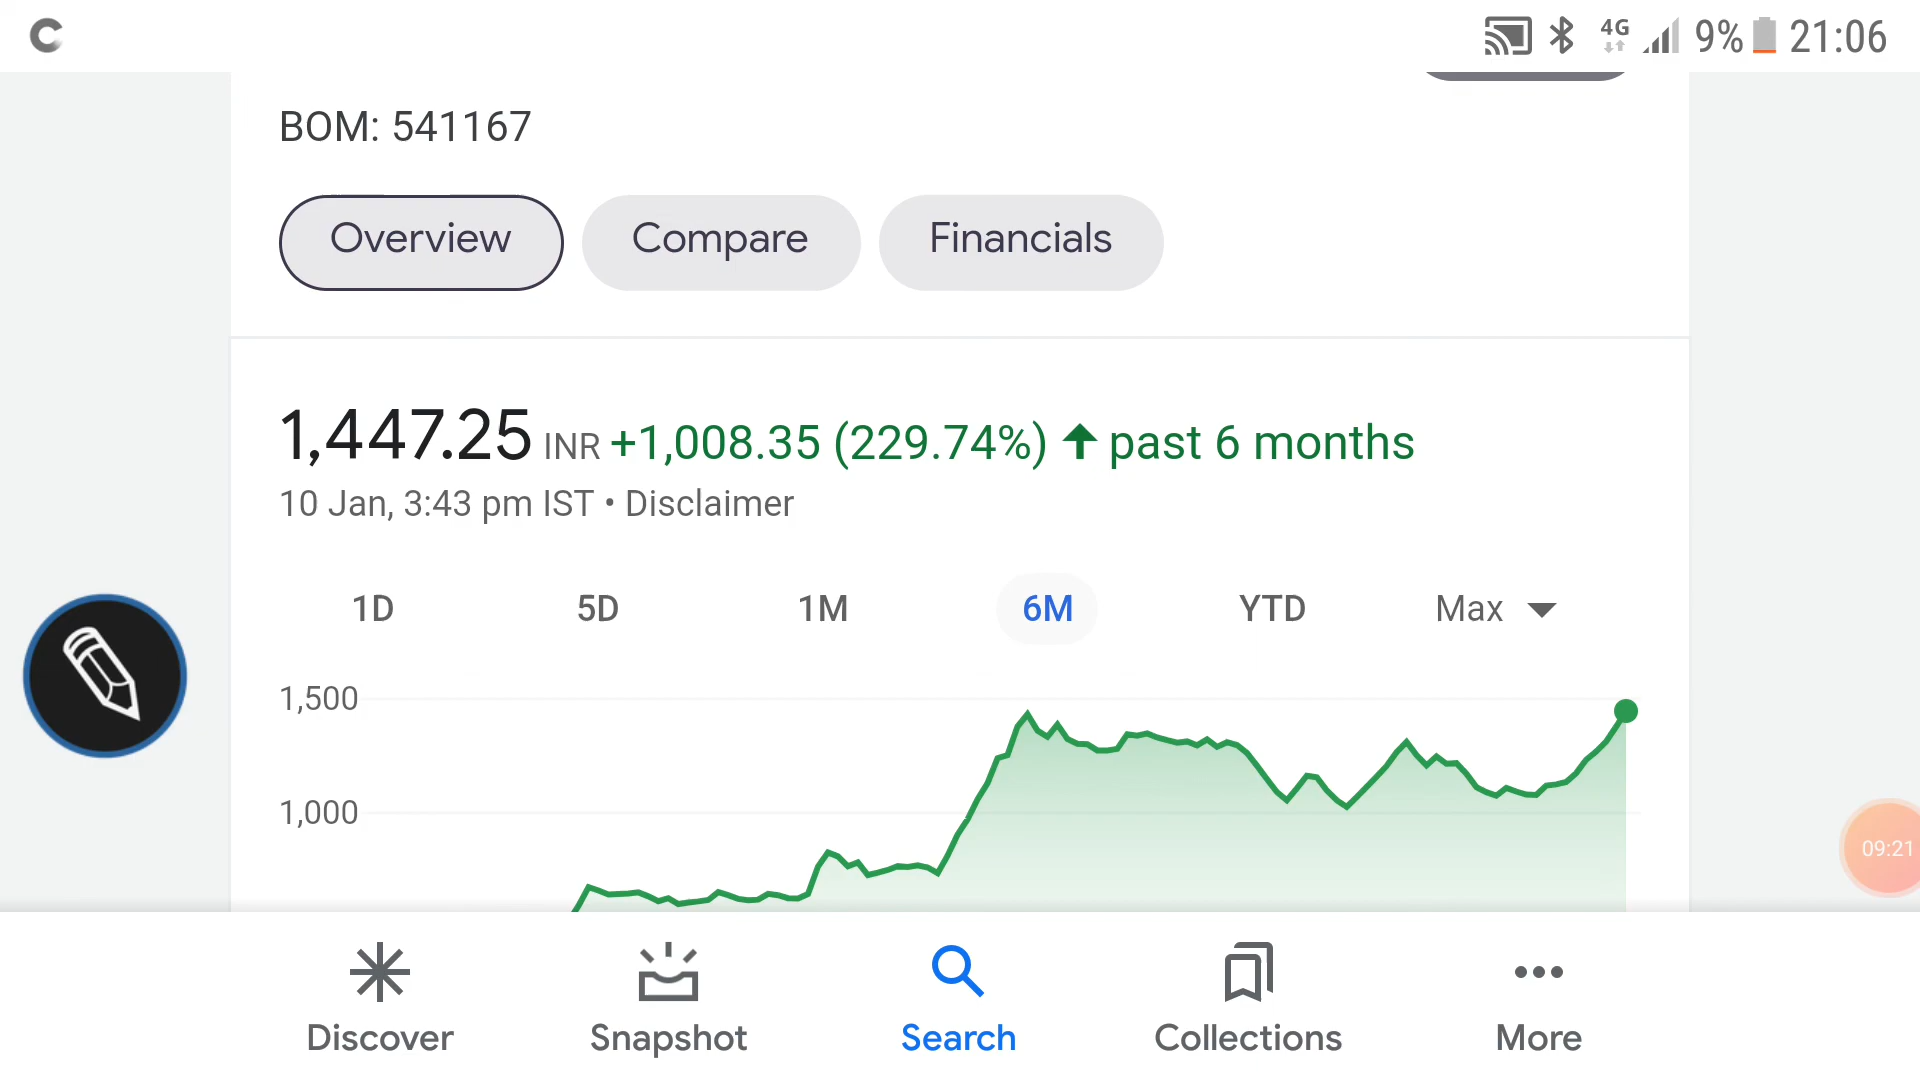 4G 9% 21:06
BOM: 541167
Overview Compare Financials
1,447.25 INR +1,008.35 (229.74%) past 6 months
10 Jan, 3:43 pm IST • Disclaimer
1D 5D 1M 6M YTD Max
1,500
1,000
09:21
Discover Snapshot Search Collections More